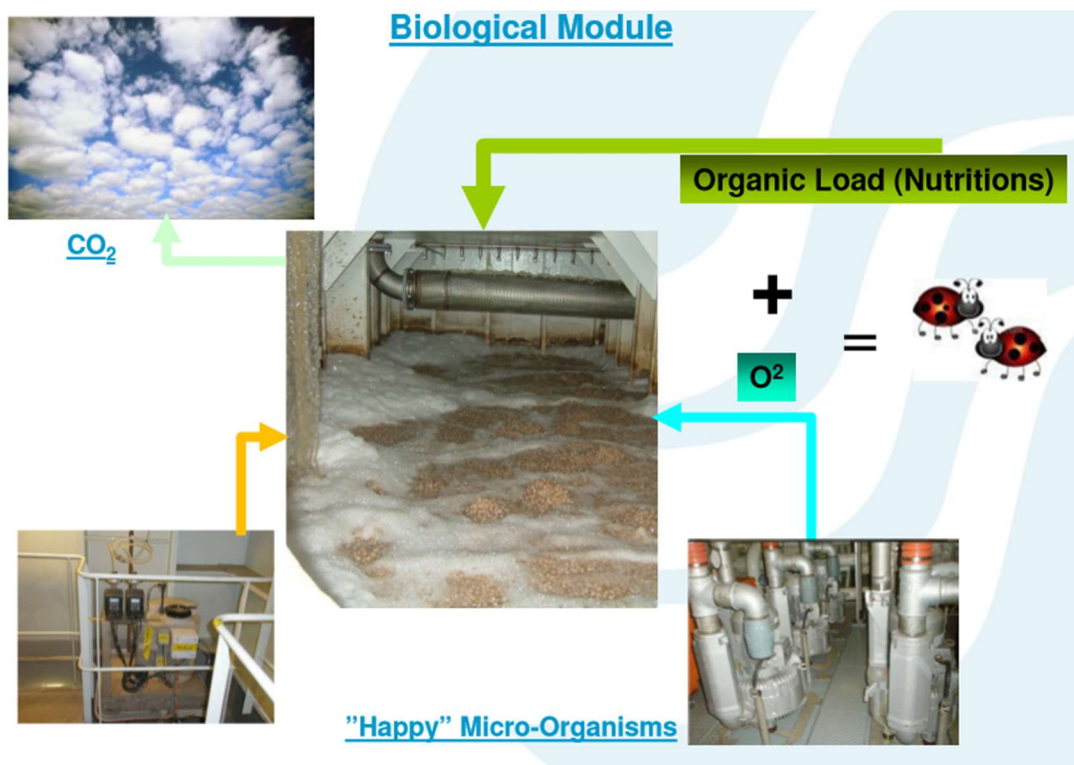 Biological Module
Organic Load (Nutritions)
CO₂
+
=
O²
”Happy” Micro-Organisms